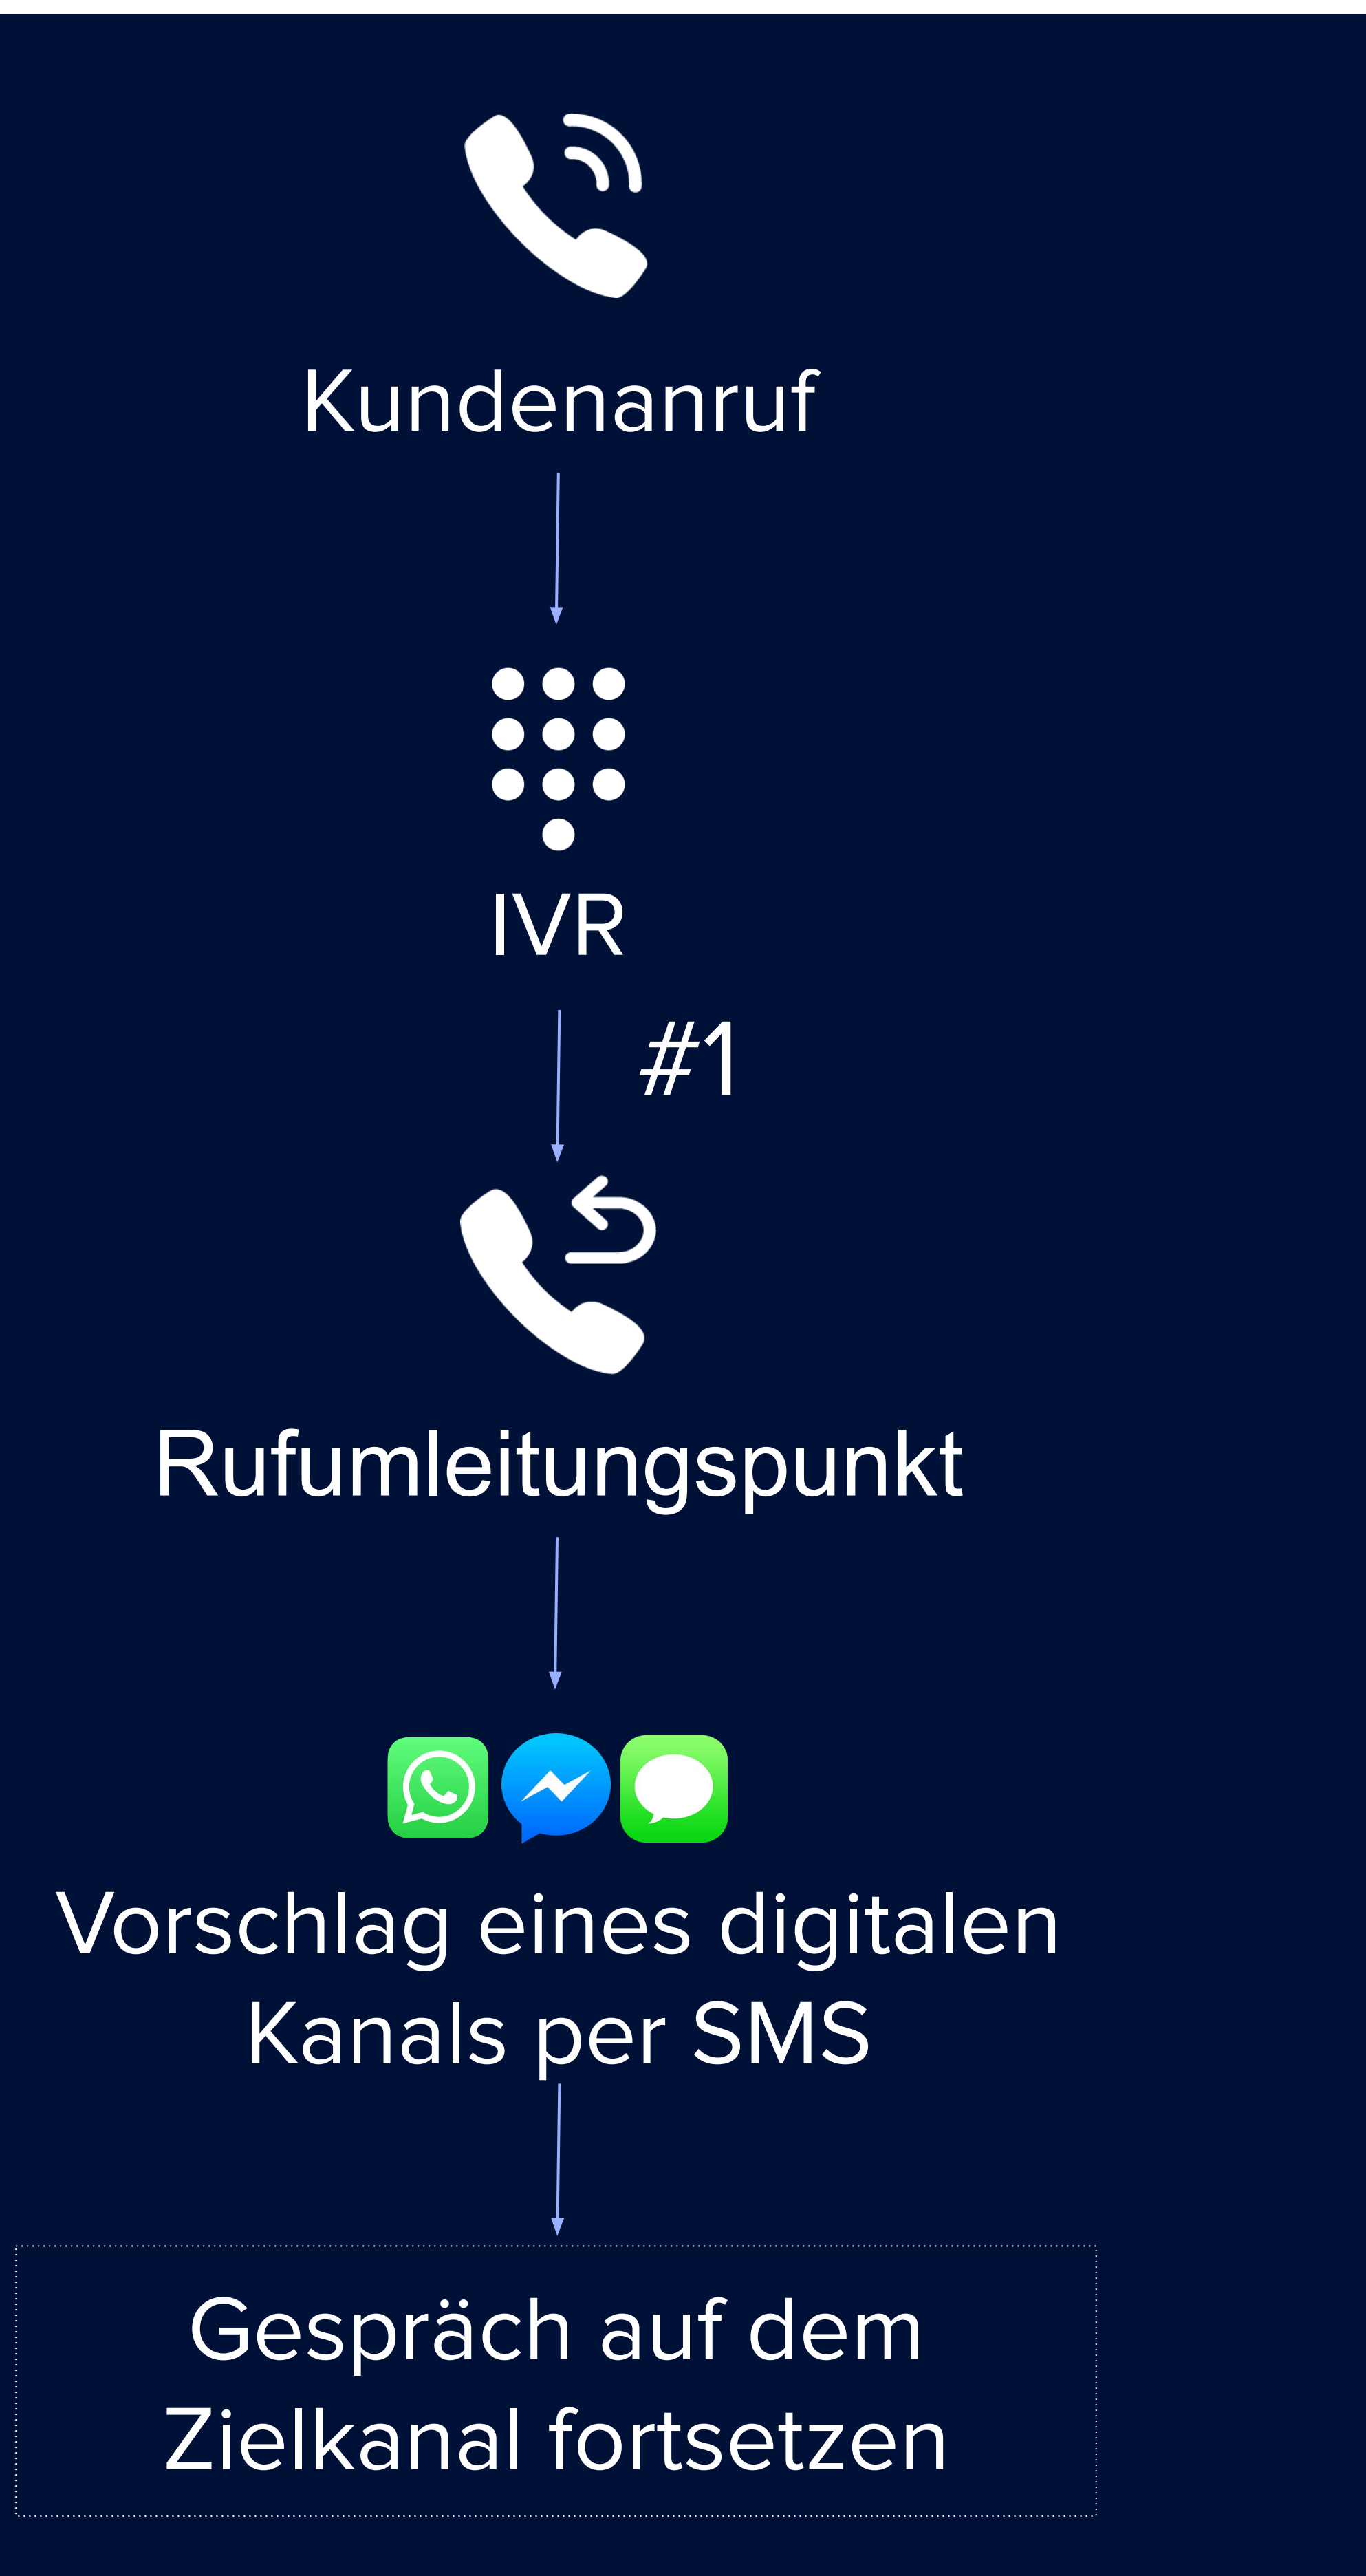 Kundenanruf
IVR
#1
Rufumleitungspunkt
Vorschlag eines digitalen
Kanals per SMS
Gespräch auf dem
Zielkanal fortsetzen